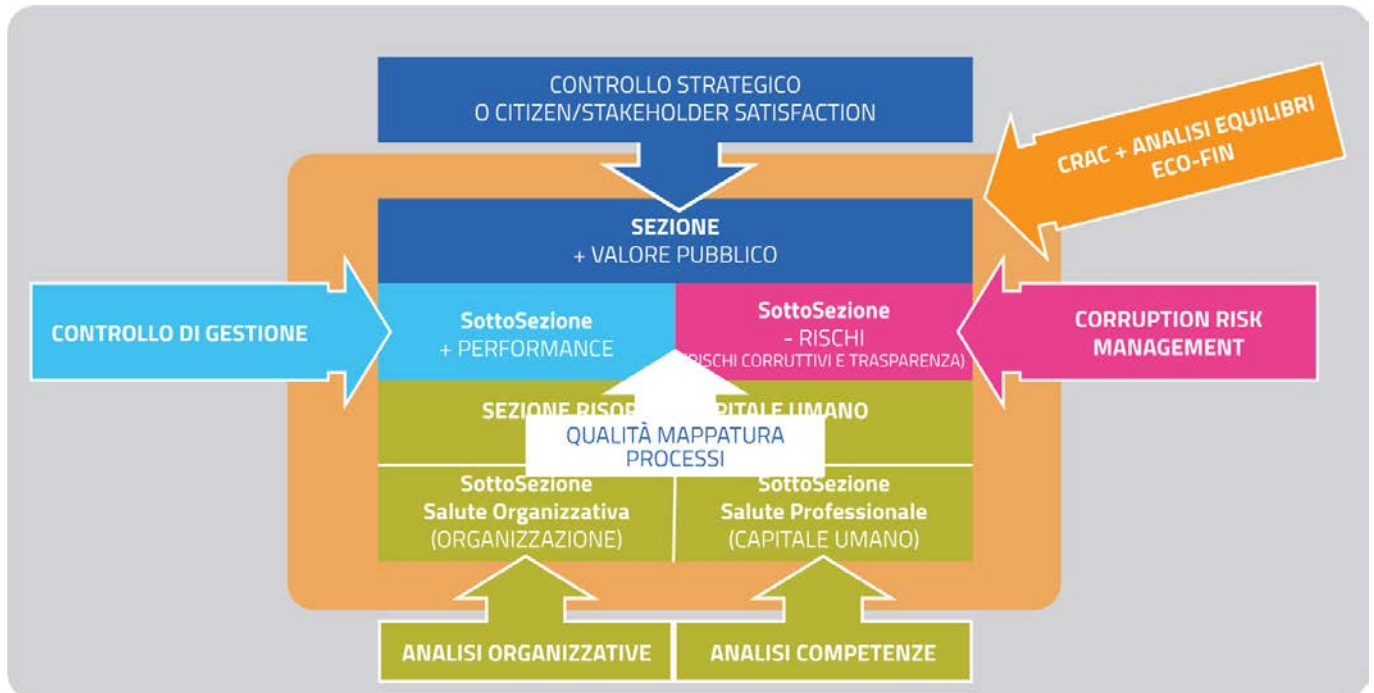 CONTROLLO STRATEGICO
O CITIZEN/STAKEHOLDER SATISFACTION
CRAC + ANALISI EQUILIBRI
ECO-FIN
SEZIONE
+ VALORE PUBBLICO
CONTROLLO DI GESTIONE
SottoSezione
+ PERFORMANCE
SottoSezione
- RISCHI
CORRUTTIVI E TRASPARENZA)
CORRUPTION RISK
MANAGEMENT
SEZIONE
UMANO
QUALITÀ MAPPATURA
PROCESSI
SottoSezione
Salute Organizzativa
(ORGANIZZAZIONE)
SottoSezione
Salute Professionale
(CAPITALE UMANO)
ANALISI ORGANIZZATIVE
ANALISI COMPETENZE